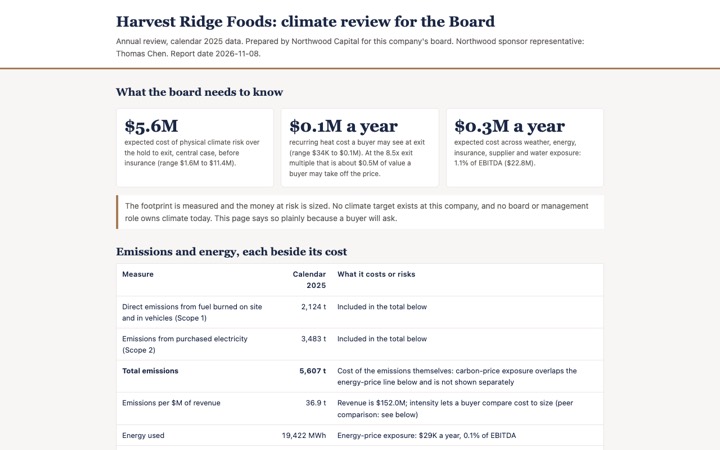 Harvest Ridge Foods: climate review for the Board
Annual review, calendar 2025 data. Prepared by Northwood Capital for this company's board. Northwood sponsor representative:
Thomas Chen. Report date 2026-11-08.
What the board needs to know
$5.6M
expected cost of physical climate risk over
the hold to exit, central case, before
insurance (range $1.6M to $11.4M).
$0.1M a year
recurring heat cost a buyer may see at exit
(range $34K to $0.1M). At the 8.5x exit
multiple that is about $0.5M of value a
buyer may take off the price.
$0.3M a year
expected cost across weather, energy,
insurance, supplier and water exposure:
1.1% of EBITDA ($22.8M).
The footprint is measured and the money at risk is sized. No climate target exists at this company, and no board or management
role owns climate today. This page says so plainly because a buyer will ask.
Emissions and energy, each beside its cost
Measure
Calendar
2025
What it costs or risks
Direct emissions from fuel burned on site
and in vehicles (Scope 1)
2,124 t
Included in the total below
Emissions from purchased electricity
(Scope 2)
3,483 t
Included in the total below
Total emissions
5,607 t
Cost of the emissions themselves: carbon-price exposure overlaps the
energy-price line below and is not shown separately
Emissions per $M of revenue
36.9 t
Revenue is $152.0M; intensity lets a buyer compare cost to size (peer
comparison: see below)
Energy used
19,422 MWh
Energy-price exposure: $29K a year, 0.1% of EBITDA